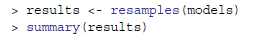 > results <- resamples(models)
> summary(results)